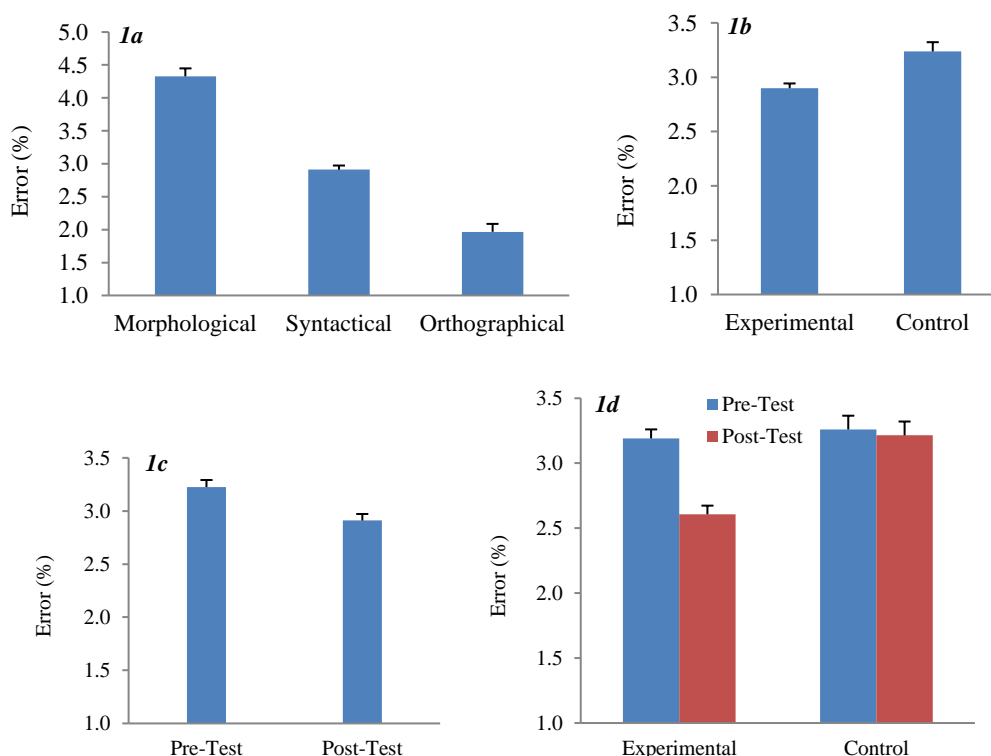 1a
Error (%)
5.0
4.5
4.0
3.5
3.0
2.5
2.0
1.5
1.0
Morphological Syntactical Orthographical
1b
Error (%)
3.5
3.0
2.5
2.0
1.5
1.0
Experimental Control
1c
Error (%)
3.5
3.0
2.5
2.0
1.5
1.0
Pre-Test Post-Test
1d
Pre-Test
Post-Test
Error (%)
3.5
3.0
2.5
2.0
1.5
1.0
Experimental Control